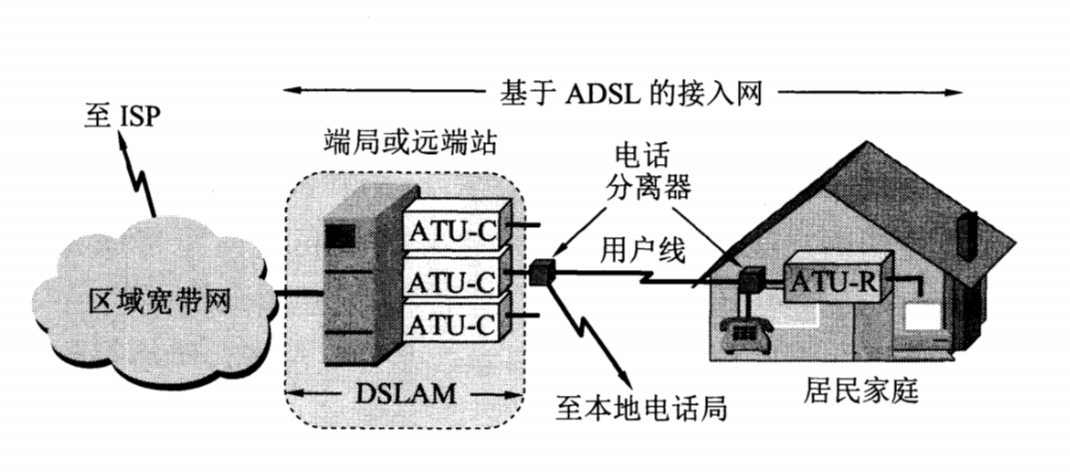 基于 ADSL 的接入网
至 ISP
端局或远端站
电话
分离器
ATU-C
用户线
区域宽带网
ATU-C
ATU-R
ATU-C
DSLAM
至本地电话局
居民家庭